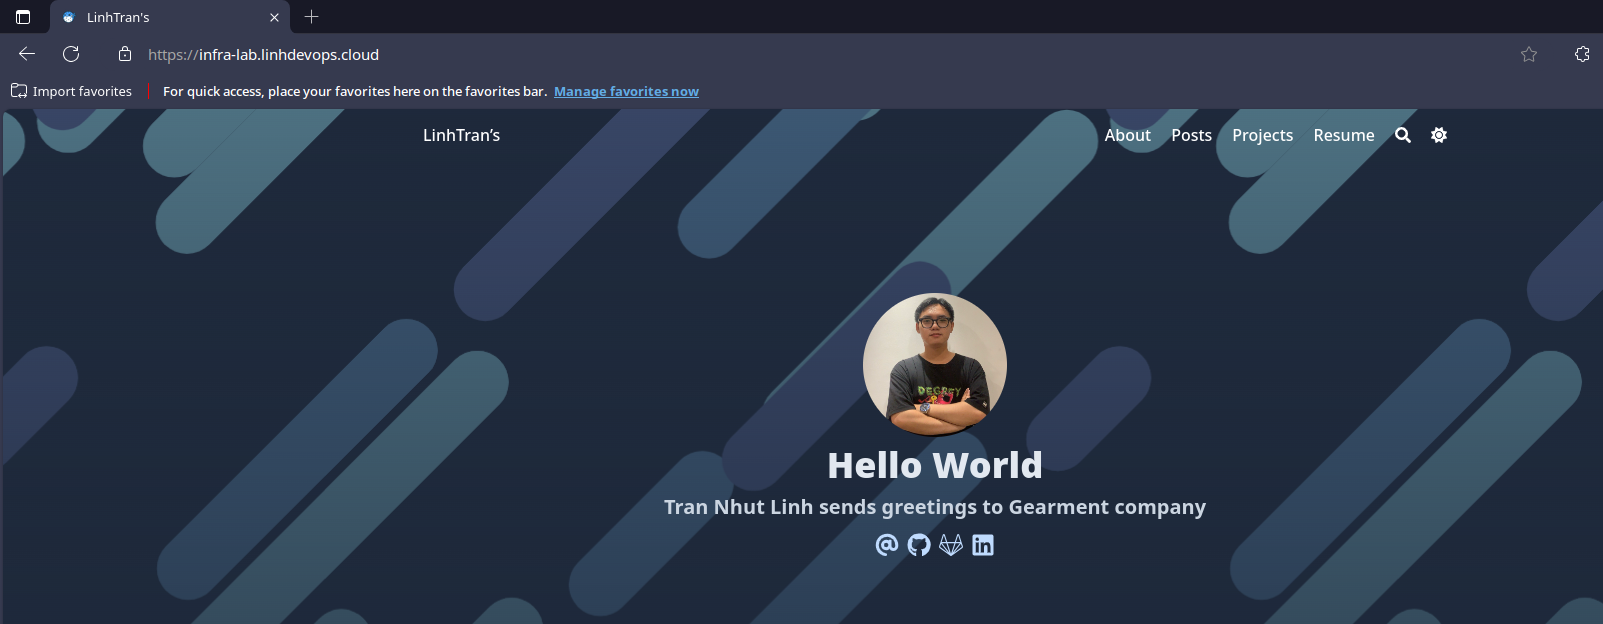 LinhTran's
https://infra-lab.linhdevops.cloud
Import favorites For quick access, place your favorites here on the favorites bar. Manage favorites now
LinhTran’s About Posts Projects Resume
DEGREY
Hello World
Tran Nhut Linh sends greetings to Gearment company